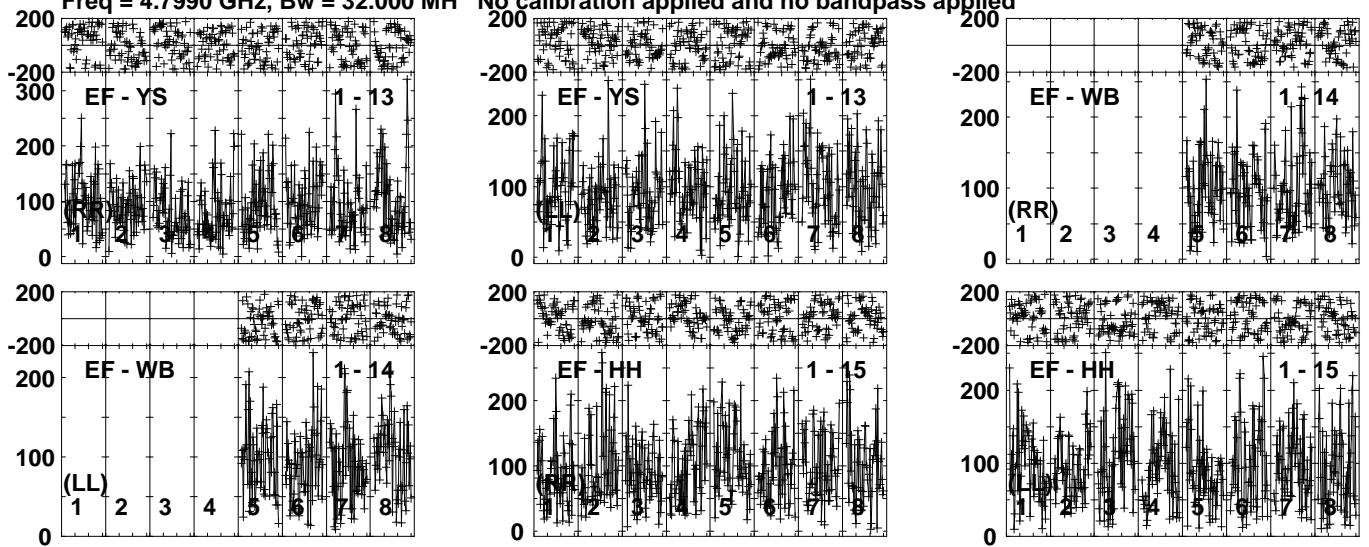 Freq = 4.7990 GHz, Bw = 32.000 MH No calibration applied and no bandpass applied
200
-200
300
200
100
0
EF - YS 1 - 13
(RR)
1 2 3 4 5 6 7 8
200
-200
200
100
0
EF - YS 1 - 13
(LL)
1 2 3 4 5 6 7 8
200
-200
200
100
0
EF - WB 1 - 14
(RR)
1 2 3 4 5 6 7 8
200
-200
200
100
0
EF - WB 1 - 14
(LL)
1 2 3 4 5 6 7 8
200
-200
200
100
0
EF - HH 1 - 15
(RR)
1 2 3 4 5 6 7 8
200
-200
200
100
0
EF - HH 1 - 15
(LL)
1 2 3 4 5 6 7 8